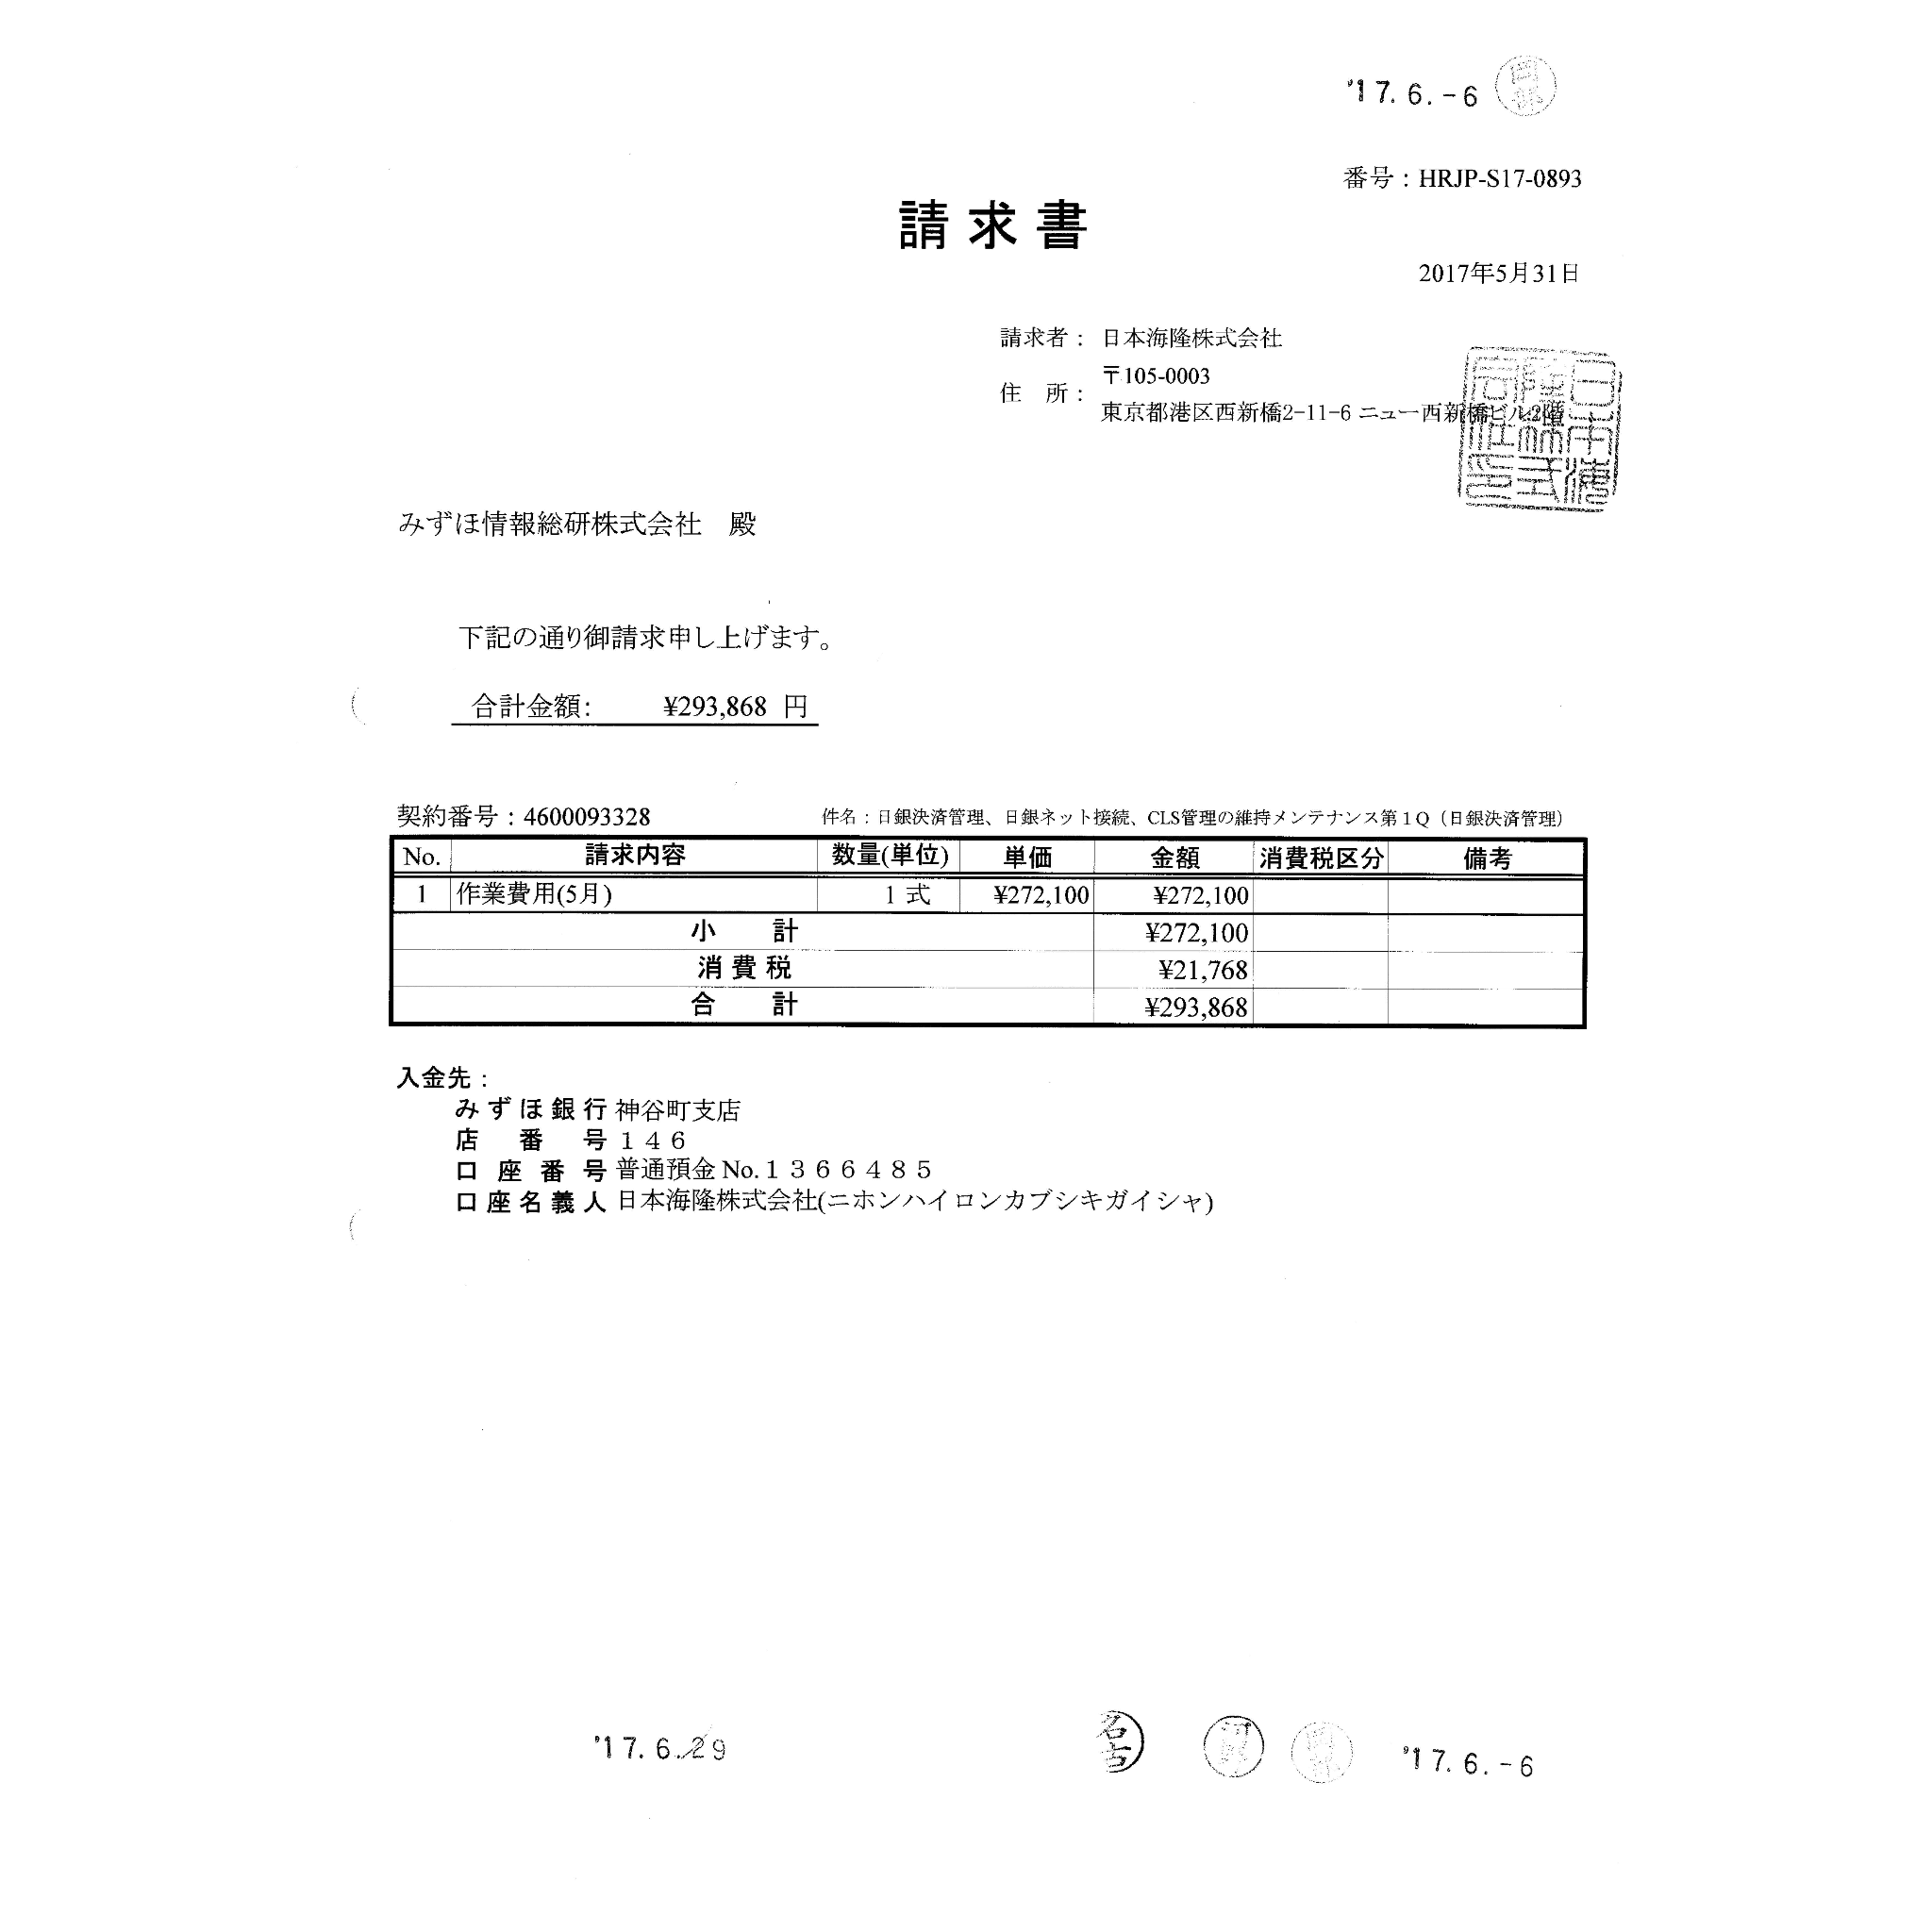 '17.6.-6 岡部
番号：HRJP-S17-0893
請求書
2017年5月31日
請求者： 日本海隆株式会社
住 所： 〒105-0003
東京都港区西新橋2-11-6 ニュー西新橋ビル2階
日本海隆株式会社印
みずほ情報総研株式会社 殿
下記の通り御請求申し上げます。
合計金額: ¥293,868 円
契約番号：4600093328 件名：日銀決済管理、日銀ネット接続、CLS管理の維持メンテナンス第１Q（日銀決済管理）
No. 請求内容 数量(単位) 単価 金額 消費税区分 備考
1 作業費用(5月) 1 式 ¥272,100 ¥272,100
小 計 ¥272,100
消 費 税 ¥21,768
合 計 ¥293,868
入金先：
みずほ銀行 神谷町支店
店 番 号 １４６
口座番号 普通預金 No.１３６６４８５
口座名義人 日本海隆株式会社(ニホンハイロンカブシキガイシャ)
'17.6.29
名古
'17.6.-6